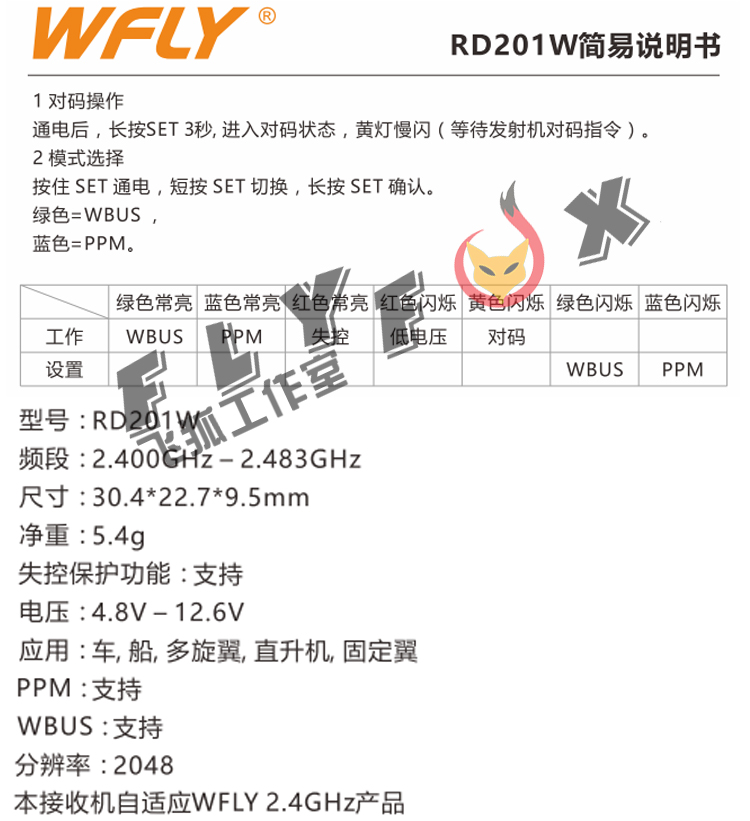 WFLY®
RD201W简易说明书
1 对码操作
通电后，长按SET 3秒, 进入对码状态，黄灯慢闪（等待发射机对码指令）。
2 模式选择
按住 SET 通电，短按 SET 切换，长按 SET 确认。
绿色=WBUS ，
蓝色=PPM。
绿色常亮 蓝色常亮 红色常亮 红色闪烁 黄色闪烁 绿色闪烁 蓝色闪烁
工作 WBUS PPM 失控 低电压 对码
设置 WBUS PPM
FLYFOX
飞狐工作室
型号 : RD201W
频段 : 2.400GHz – 2.483GHz
尺寸 : 30.4*22.7*9.5mm
净重 : 5.4g
失控保护功能 : 支持
电压 : 4.8V – 12.6V
应用 : 车, 船, 多旋翼, 直升机, 固定翼
PPM : 支持
WBUS : 支持
分辨率 : 2048
本接收机自适应WFLY 2.4GHz产品